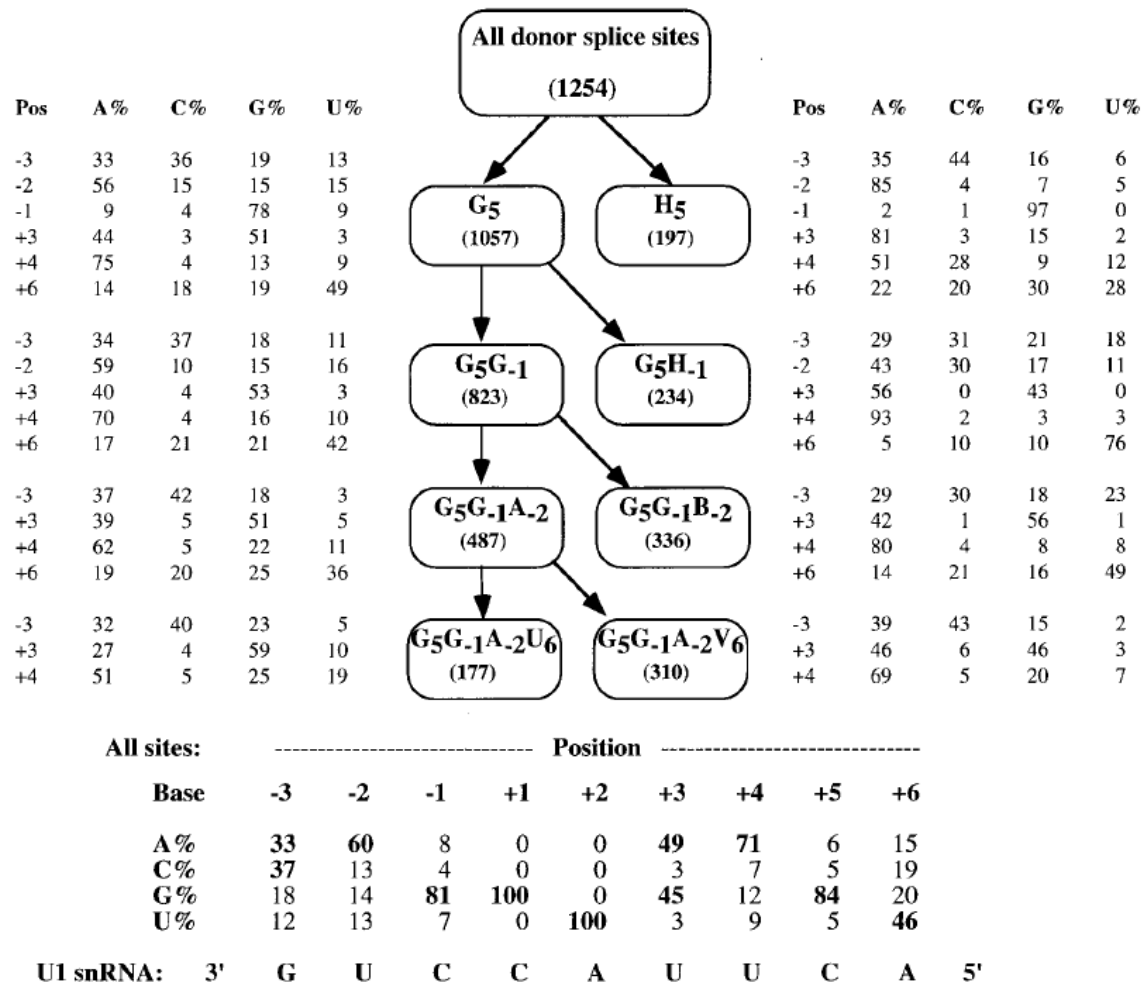 All donor splice sites
(1254)
Pos A% C% G% U%
-3 33 36 19 13
-2 56 15 15 15
-1 9 4 78 9
+3 44 3 51 3
+4 75 4 13 9
+6 14 18 19 49
G5
(1057)
H5
(197)
Pos A% C% G% U%
-3 35 44 16 6
-2 85 4 7 5
-1 2 1 97 0
+3 81 3 15 2
+4 51 28 9 12
+6 22 20 30 28
-3 34 37 18 11
-2 59 10 15 16
+3 40 4 53 3
+4 70 4 16 10
+6 17 21 21 42
G5G-1
(823)
G5H-1
(234)
-3 29 31 21 18
-2 43 30 17 11
+3 56 0 43 0
+4 93 2 3 3
+6 5 10 10 76
-3 37 42 18 3
+3 39 5 51 5
+4 62 5 22 11
+6 19 20 25 36
G5G-1A-2
(487)
G5G-1B-2
(336)
-3 29 30 18 23
+3 42 1 56 1
+4 80 4 8 8
+6 14 21 16 49
-3 32 40 23 5
+3 27 4 59 10
+4 51 5 25 19
G5G-1A-2U6
(177)
G5G-1A-2V6
(310)
-3 39 43 15 2
+3 46 6 46 3
+4 69 5 20 7
All sites: Position
Base -3 -2 -1 +1 +2 +3 +4 +5 +6
A% 33 60 8 0 0 49 71 6 15
C% 37 13 4 0 0 3 7 5 19
G% 18 14 81 100 0 45 12 84 20
U% 12 13 7 0 100 3 9 5 46
U1 snRNA: 3' G U C C A U U C A 5'